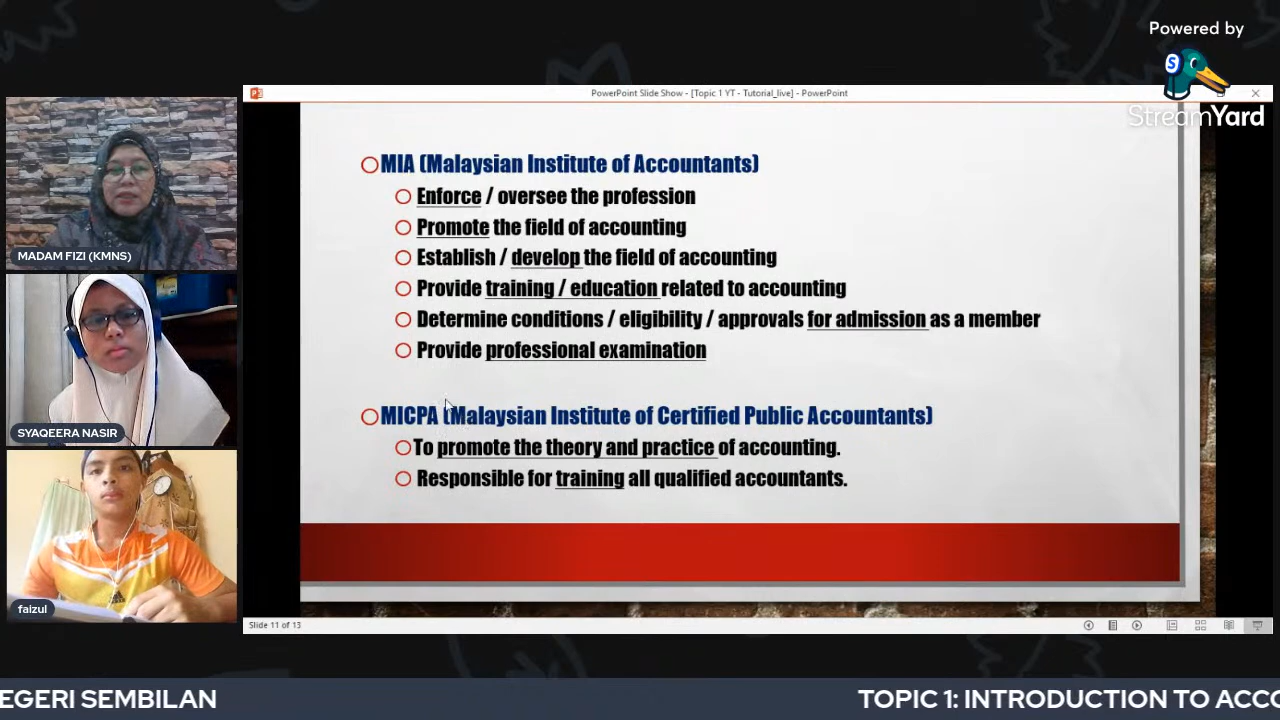 Powered by
StreamYard
PowerPoint Slide Show - [Topic 1 YT - Tutorial_live] - PowerPoint
MADAM FIZI (KMNS)
SYAQEERA NASIR
faizul
MIA (Malaysian Institute of Accountants)
Enforce / oversee the profession
Promote the field of accounting
Establish / develop the field of accounting
Provide training / education related to accounting
Determine conditions / eligibility / approvals for admission as a member
Provide professional examination
MICPA (Malaysian Institute of Certified Public Accountants)
To promote the theory and practice of accounting.
Responsible for training all qualified accountants.
Slide 11 of 13
EGERI SEMBILAN
TOPIC 1: INTRODUCTION TO ACCO